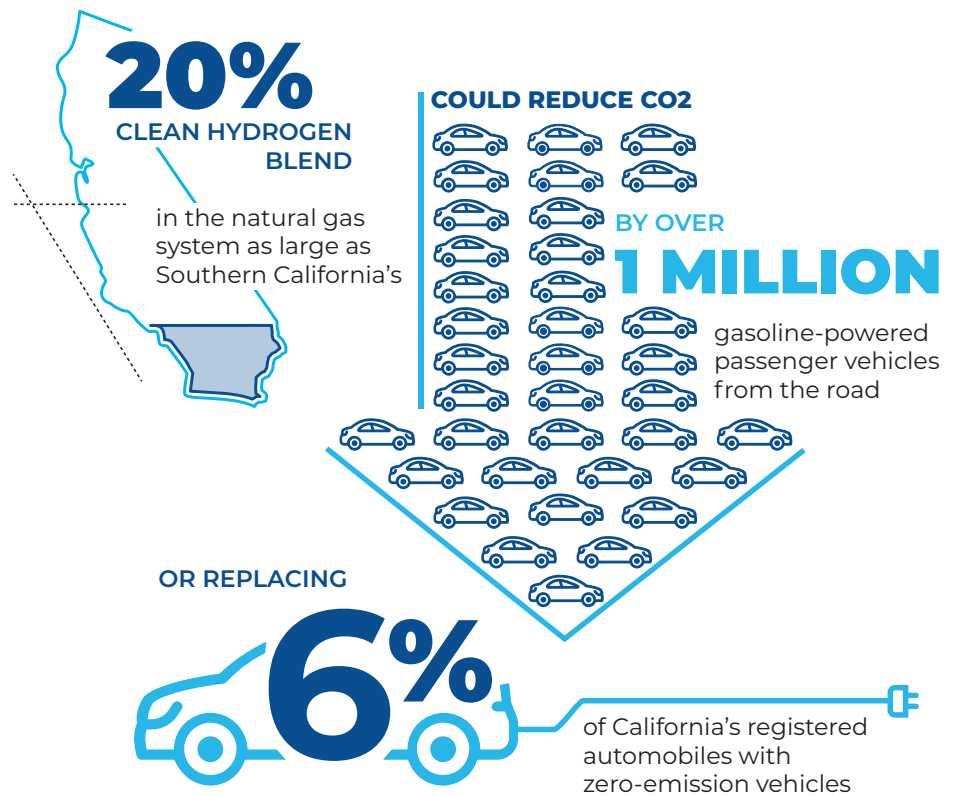 20%
CLEAN HYDROGEN
BLEND
in the natural gas
system as large as
Southern California’s
COULD REDUCE CO2
BY OVER
1 MILLION
gasoline-powered
passenger vehicles
from the road
OR REPLACING
6%
of California’s registered
automobiles with
zero-emission vehicles